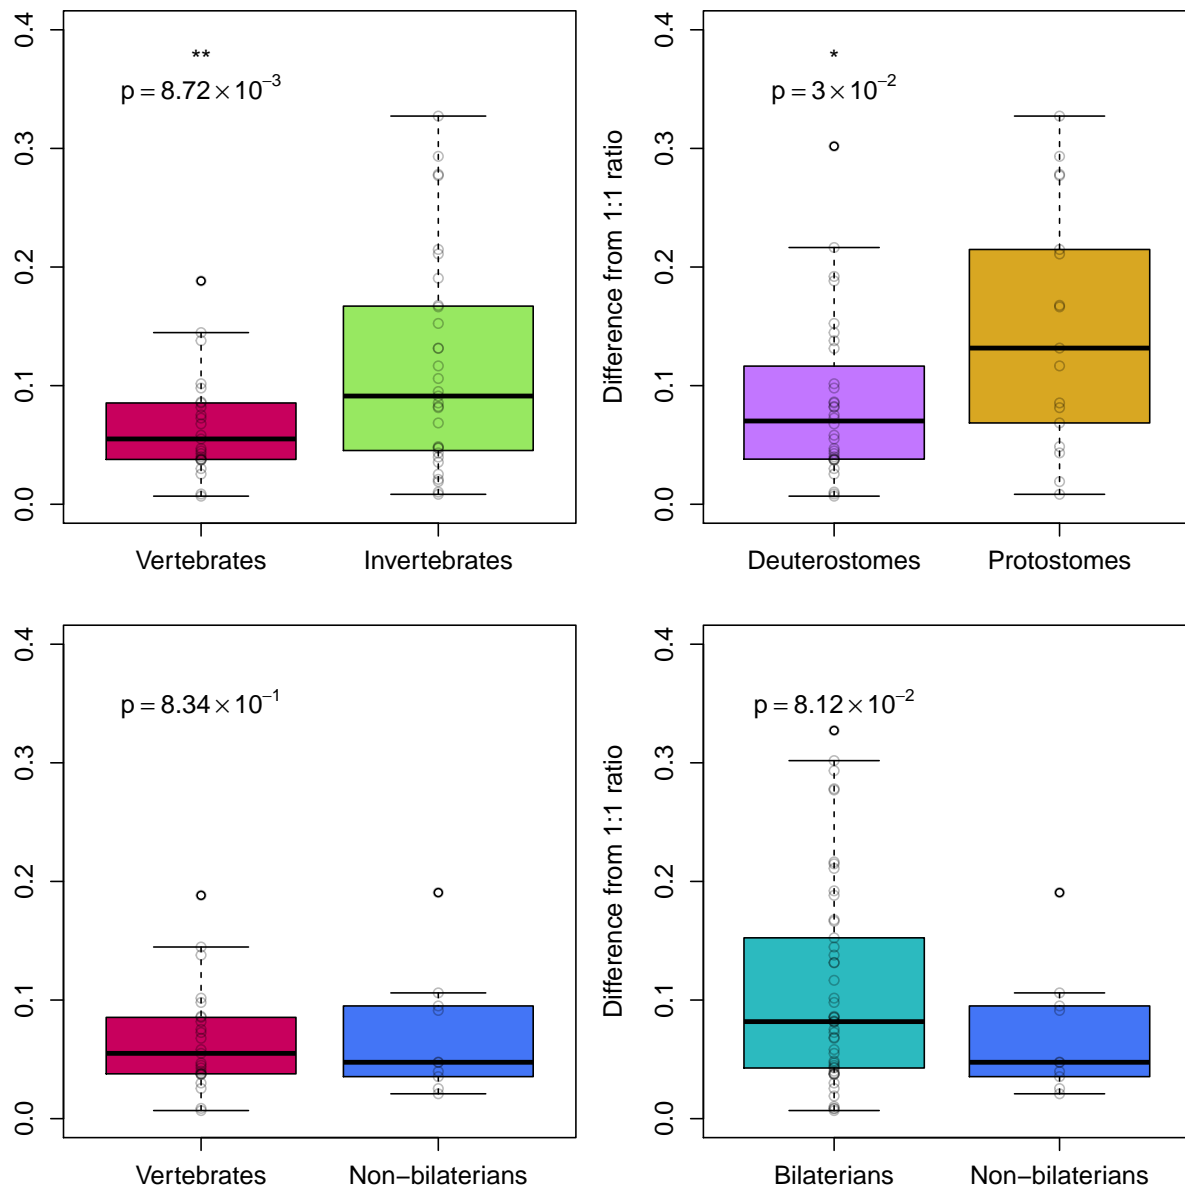 0.4
0.3
0.2
0.1
0.0
**
p = 8.72 × 10⁻³
Vertebrates
Invertebrates
Difference from 1:1 ratio
0.4
0.3
0.2
0.1
0.0
*
p = 3 × 10⁻²
Deuterostomes
Protostomes
0.4
0.3
0.2
0.1
0.0
p = 8.34 × 10⁻¹
Vertebrates
Non−bilaterians
Difference from 1:1 ratio
0.4
0.3
0.2
0.1
0.0
p = 8.12 × 10⁻²
Bilaterians
Non−bilaterians